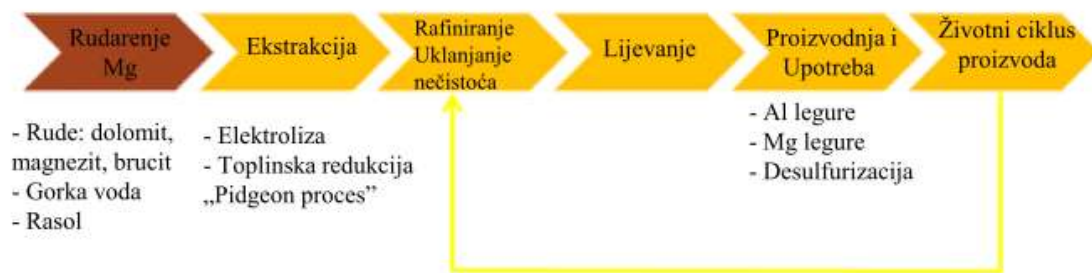 Rudarenje
Mg
Ekstrakcija
Rafiniranje
Uklanjanje
nečistoća
Lijevanje
Proizvodnja i
Upotreba
Životni ciklus
proizvoda
- Rude: dolomit,
magnezit, brucit
- Gorka voda
- Rasol
- Elektroliza
- Toplinska redukcija
„Pidgeon proces”
- Al legure
- Mg legure
- Desulfurizacija